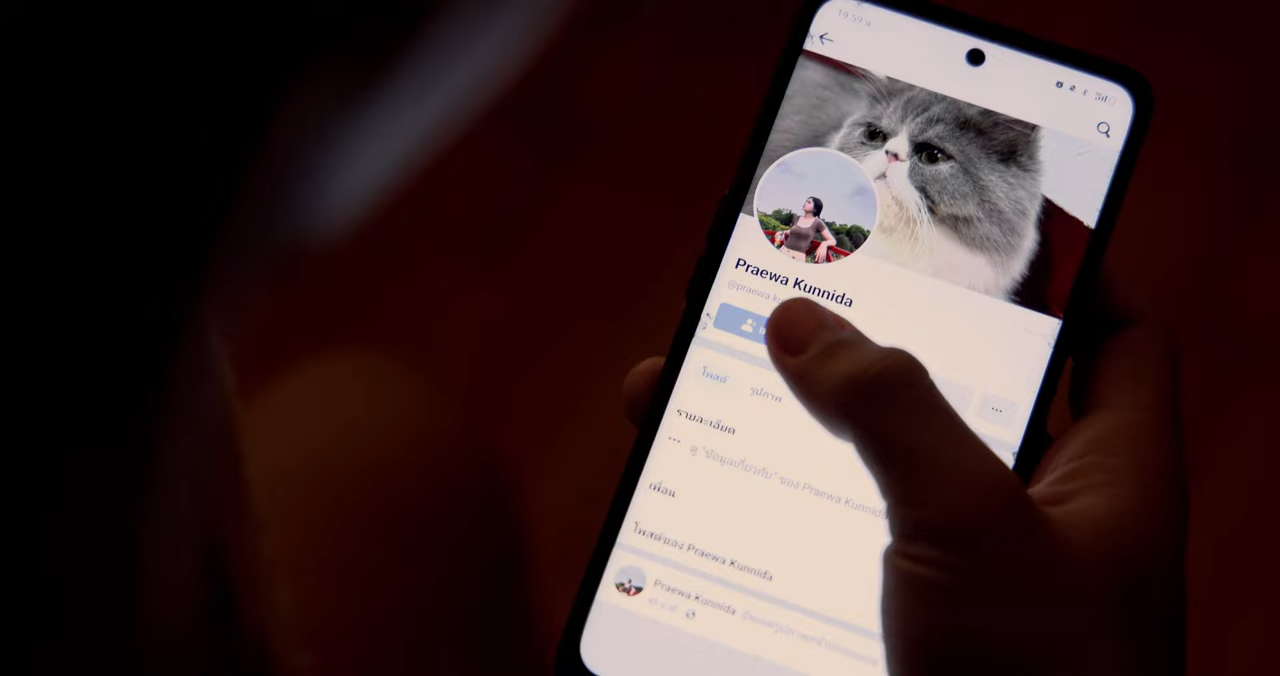 19.59 น.
Praewa Kunnida
โพสต์ รูปภาพ
รายละเอียด
ดู "ข้อมูลเกี่ยวกับ" ของ Praewa Kunnida
เพื่อน
โพสต์ของ Praewa Kunnida
Praewa Kunnida